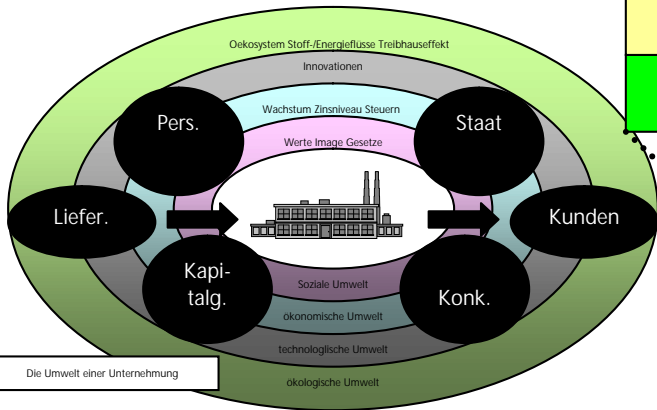 Oekosystem Stoff-/Energieflüsse Treibhauseffekt
Innovationen
Wachstum Zinsniveau Steuern
Werte Image Gesetze
Pers.
Staat
Liefer.
Kunden
Kapi-
talg.
Konk.
Soziale Umwelt
ökonomische Umwelt
technologlische Umwelt
ökologische Umwelt
Die Umwelt einer Unternehmung